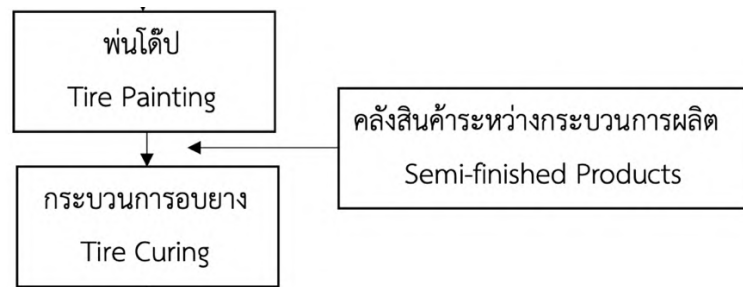 พ่นโด๊ป
Tire Painting
คลังสินค้าระหว่างกระบวนการผลิต
Semi-finished Products
กระบวนการอบยาง
Tire Curing